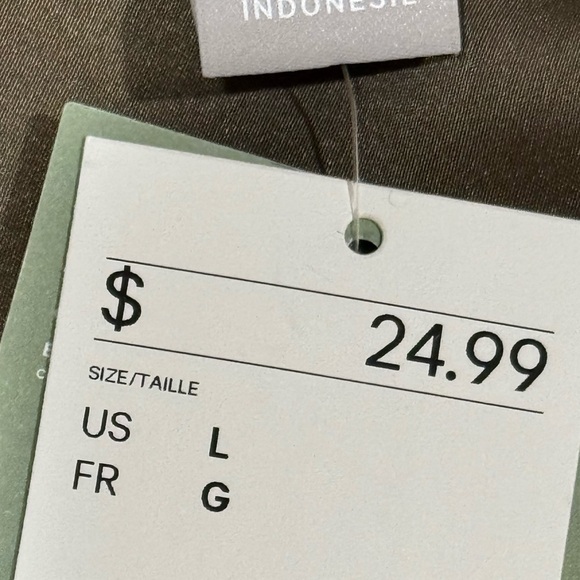 INDONESIE
$ 24.99
SIZE/TAILLE
US L
FR G